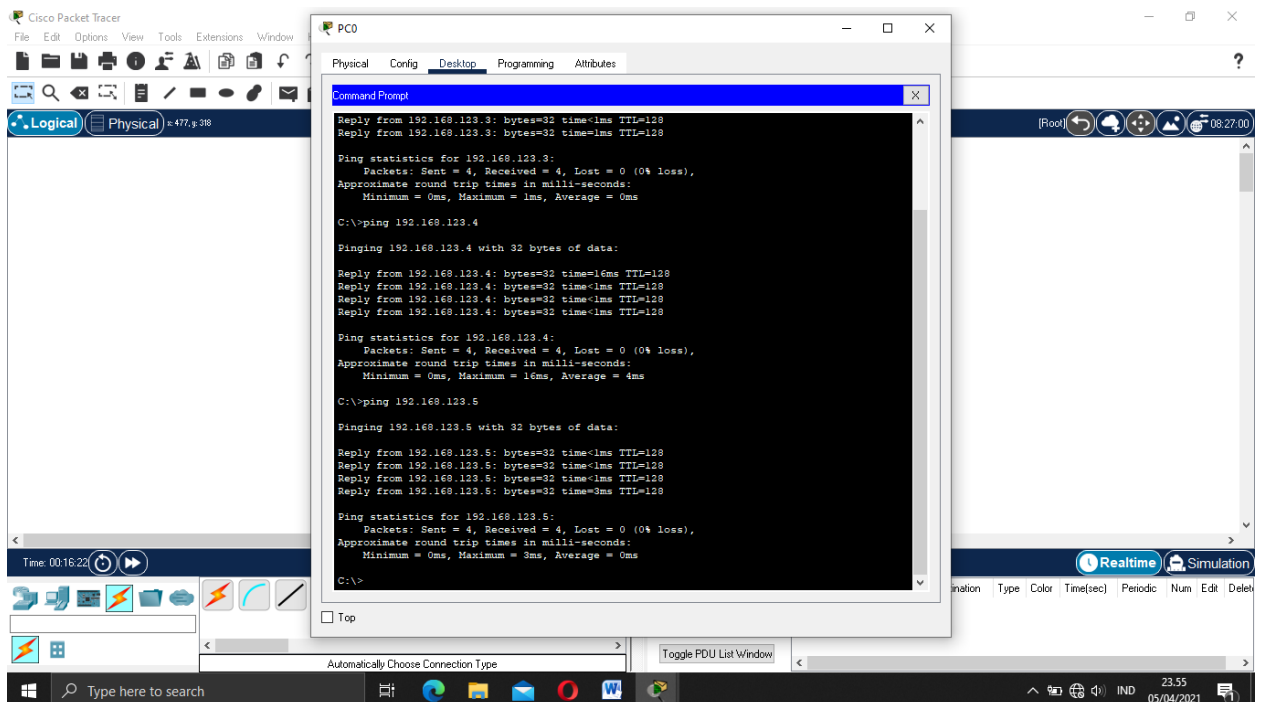 Cisco Packet Tracer
File Edit Options View Tools Extensions Window
PC0
Physical Config Desktop Programming Attributes
Command Prompt X
Logical Physical x: 477, y: 318
[Root] 08:27:00
Reply from 192.168.123.3: bytes=32 time<1ms TTL=128
Reply from 192.168.123.3: bytes=32 time=1ms TTL=128
Ping statistics for 192.168.123.3:
Packets: Sent = 4, Received = 4, Lost = 0 (0% loss),
Approximate round trip times in milli-seconds:
Minimum = 0ms, Maximum = 1ms, Average = 0ms
C:\>ping 192.168.123.4
Pinging 192.168.123.4 with 32 bytes of data:
Reply from 192.168.123.4: bytes=32 time=16ms TTL=128
Reply from 192.168.123.4: bytes=32 time<1ms TTL=128
Reply from 192.168.123.4: bytes=32 time<1ms TTL=128
Reply from 192.168.123.4: bytes=32 time<1ms TTL=128
Ping statistics for 192.168.123.4:
Packets: Sent = 4, Received = 4, Lost = 0 (0% loss),
Approximate round trip times in milli-seconds:
Minimum = 0ms, Maximum = 16ms, Average = 4ms
C:\>ping 192.168.123.5
Pinging 192.168.123.5 with 32 bytes of data:
Reply from 192.168.123.5: bytes=32 time<1ms TTL=128
Reply from 192.168.123.5: bytes=32 time<1ms TTL=128
Reply from 192.168.123.5: bytes=32 time<1ms TTL=128
Reply from 192.168.123.5: bytes=32 time=3ms TTL=128
Ping statistics for 192.168.123.5:
Packets: Sent = 4, Received = 4, Lost = 0 (0% loss),
Approximate round trip times in milli-seconds:
Minimum = 0ms, Maximum = 3ms, Average = 0ms
C:\>
Top
Time: 00:16:22
Realtime Simulation
ination Type Color Time(sec) Periodic Num Edit Delet
Automatically Choose Connection Type
Toggle PDU List Window
Type here to search
IND
23.55
05/04/2021